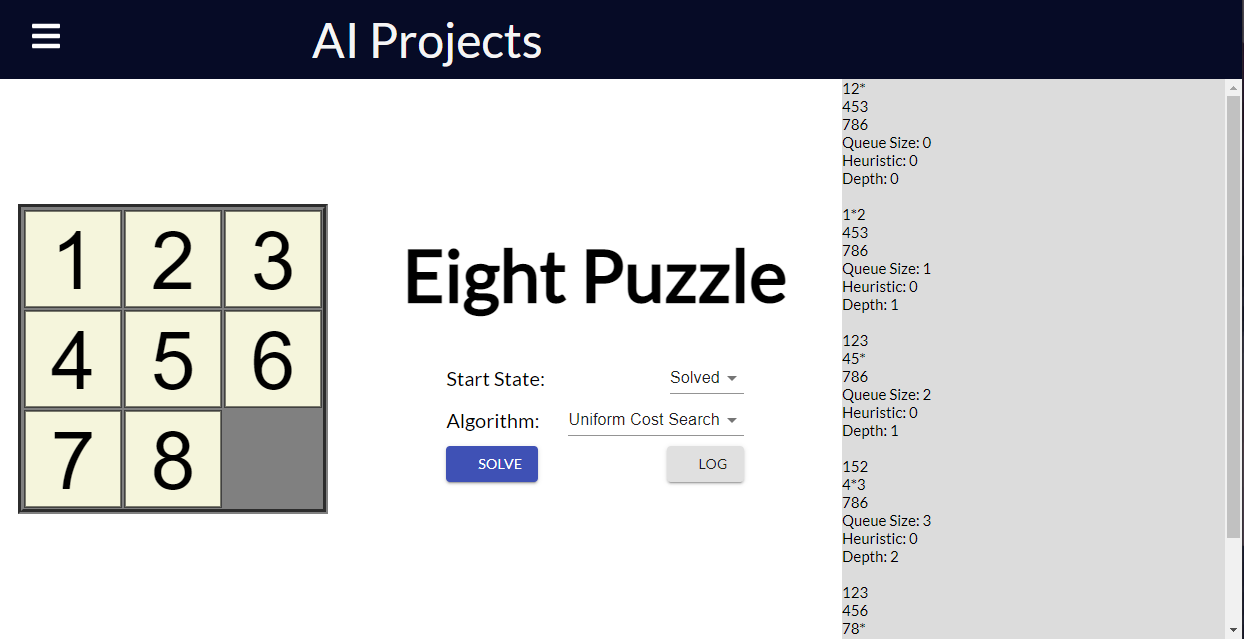 AI Projects
1 2 3
4 5 6
7 8
Eight Puzzle
Start State: Solved
Algorithm: Uniform Cost Search
SOLVE LOG
12*
453
786
Queue Size: 0
Heuristic: 0
Depth: 0
1*2
453
786
Queue Size: 1
Heuristic: 0
Depth: 1
123
45*
786
Queue Size: 2
Heuristic: 0
Depth: 1
152
4*3
786
Queue Size: 3
Heuristic: 0
Depth: 2
123
456
78*